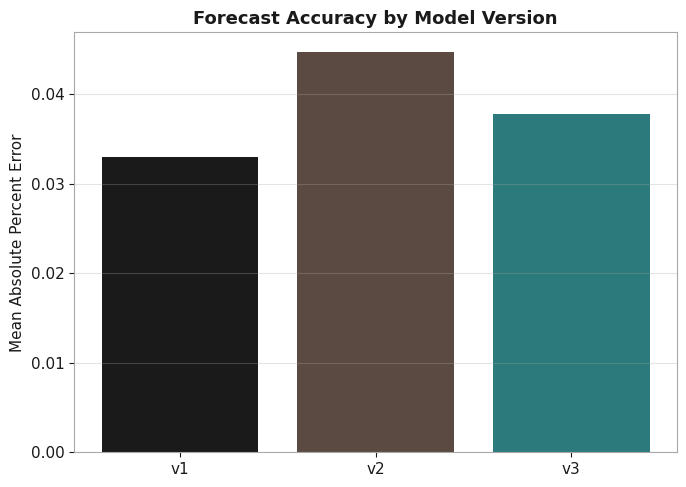 Forecast Accuracy by Model Version
Mean Absolute Percent Error
0.04
0.03
0.02
0.01
0.00
v1 v2 v3